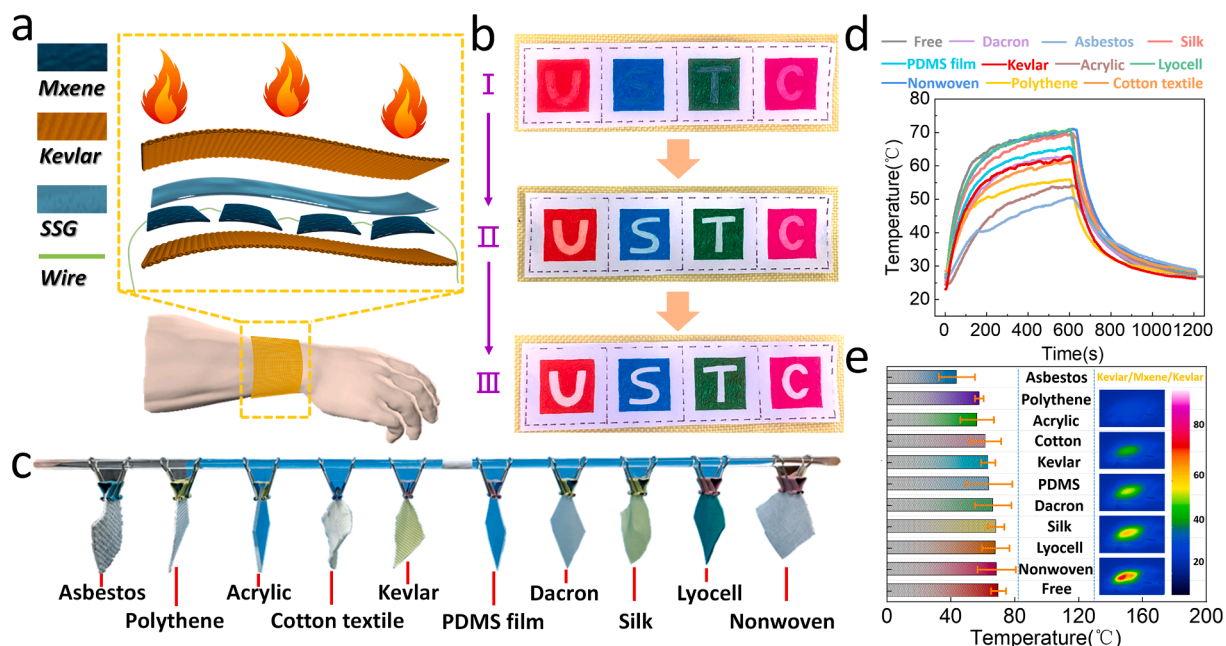 a
Mxene
Kevlar
SSG
Wire
b
I
II
III
U S T C
U S T C
U S T C
c
Asbestos
Polythene
Acrylic
Cotton textile
Kevlar
PDMS film
Dacron
Silk
Lyocell
Nonwoven
d
Free Dacron Asbestos Silk
PDMS film Kevlar Acrylic Lyocell
Nonwoven Polythene Cotton textile
Temperature(℃)
90
80
70
60
50
40
30
20
0 200 400 600 800 1000 1200
Time(s)
e
Asbestos
Polythene
Acrylic
Cotton
Kevlar
PDMS
Dacron
Silk
Lyocell
Nonwoven
Free
Kevlar/Mxene/Kevlar
80
60
40
20
0 40 80 120 160 200
Temperature(℃)